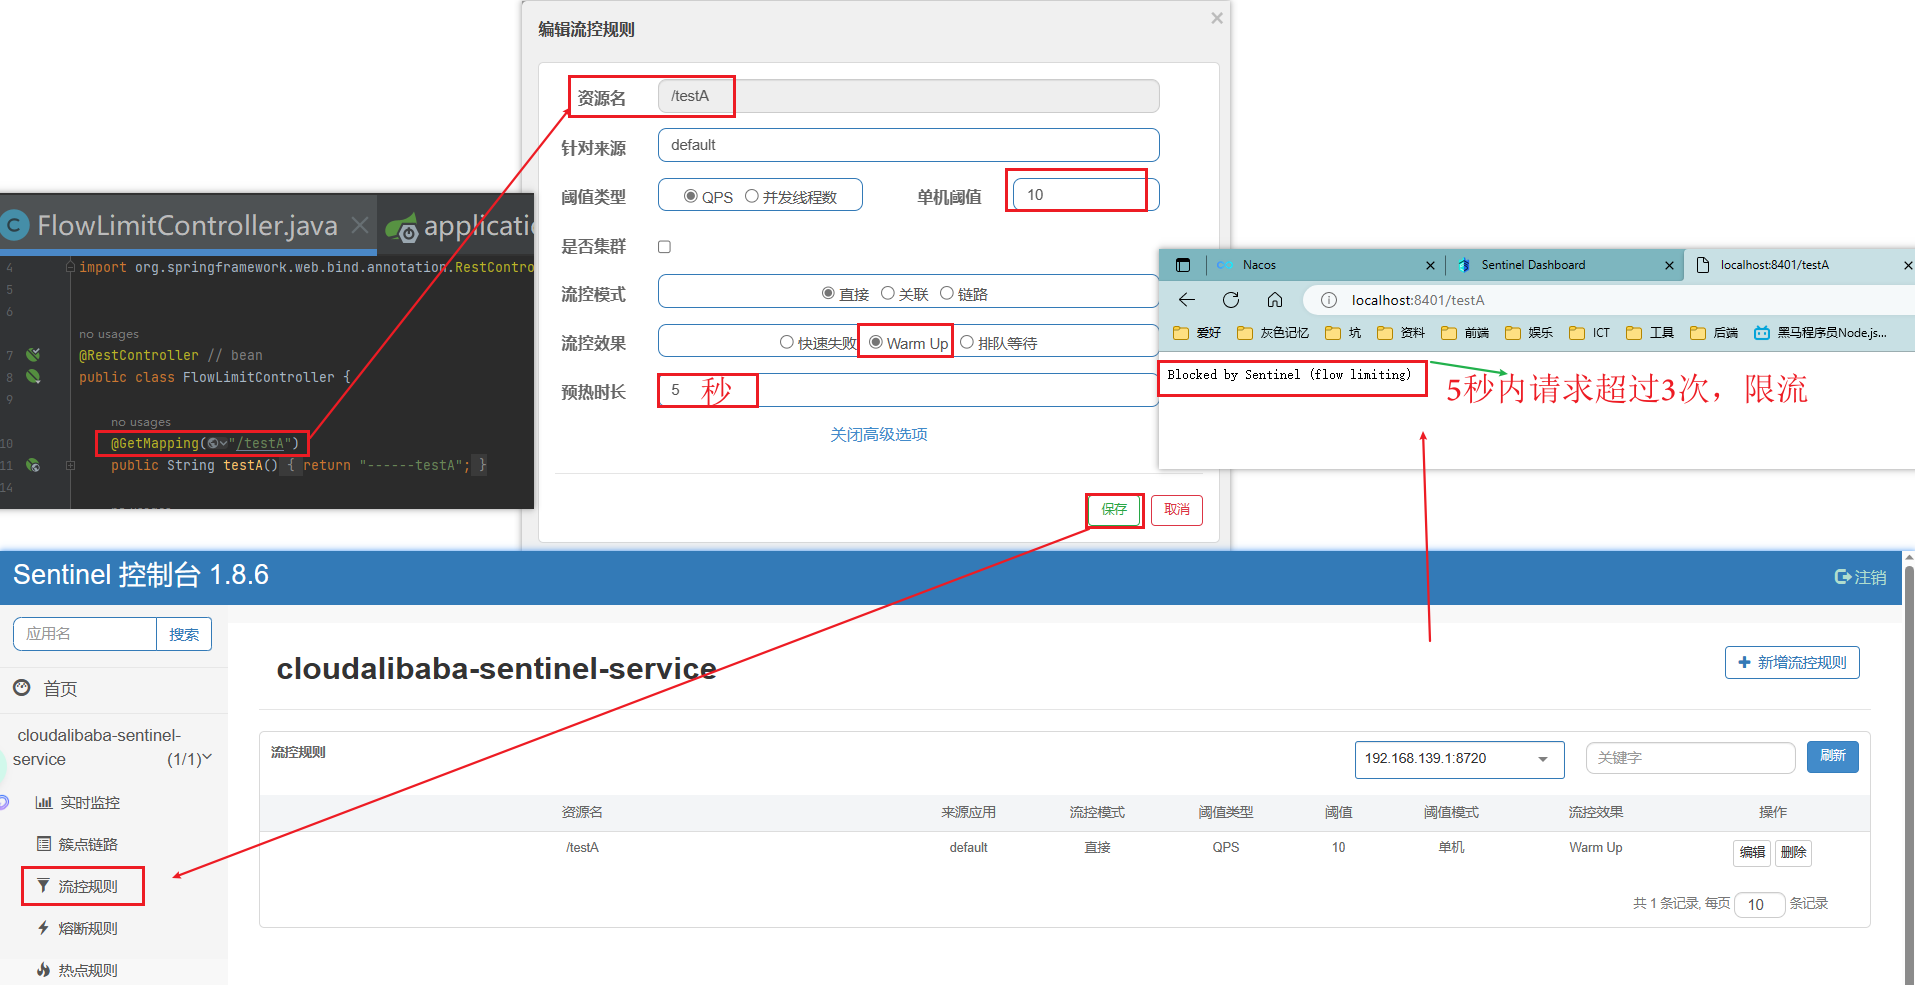 编辑流控规则
×
资源名
/testA
针对来源
default
阈值类型
QPS
并发线程数
单机阈值
10
是否集群
流控模式
直接
关联
链路
流控效果
快速失败
Warm Up
排队等待
预热时长
5
秒
关闭高级选项
保存
取消
C FlowLimitController.java
applicati
4 import org.springframework.web.bind.annotation.RestContro
5
6
no usages
7 @RestController // bean
8 public class FlowLimitController {
9
no usages
10 @GetMapping("/testA")
11 public String testA() { return "------testA"; }
14
Nacos
Sentinel Dashboard
localhost:8401/testA
localhost:8401/testA
爱好
灰色记忆
坑
资料
前端
娱乐
ICT
工具
后端
黑马程序员Node.js...
Blocked by Sentinel (flow limiting)
5秒内请求超过3次，限流
Sentinel 控制台 1.8.6
注销
应用名
搜索
首页
cloudalibaba-sentinel-
service
(1/1)
实时监控
簇点链路
流控规则
熔断规则
热点规则
cloudalibaba-sentinel-service
新增流控规则
流控规则
192.168.139.1:8720
关键字
刷新
资源名 来源应用 流控模式 阈值类型 阈值 阈值模式 流控效果 操作
/testA default 直接 QPS 10 单机 Warm Up 编辑 删除
共 1 条记录, 每页 10 条记录